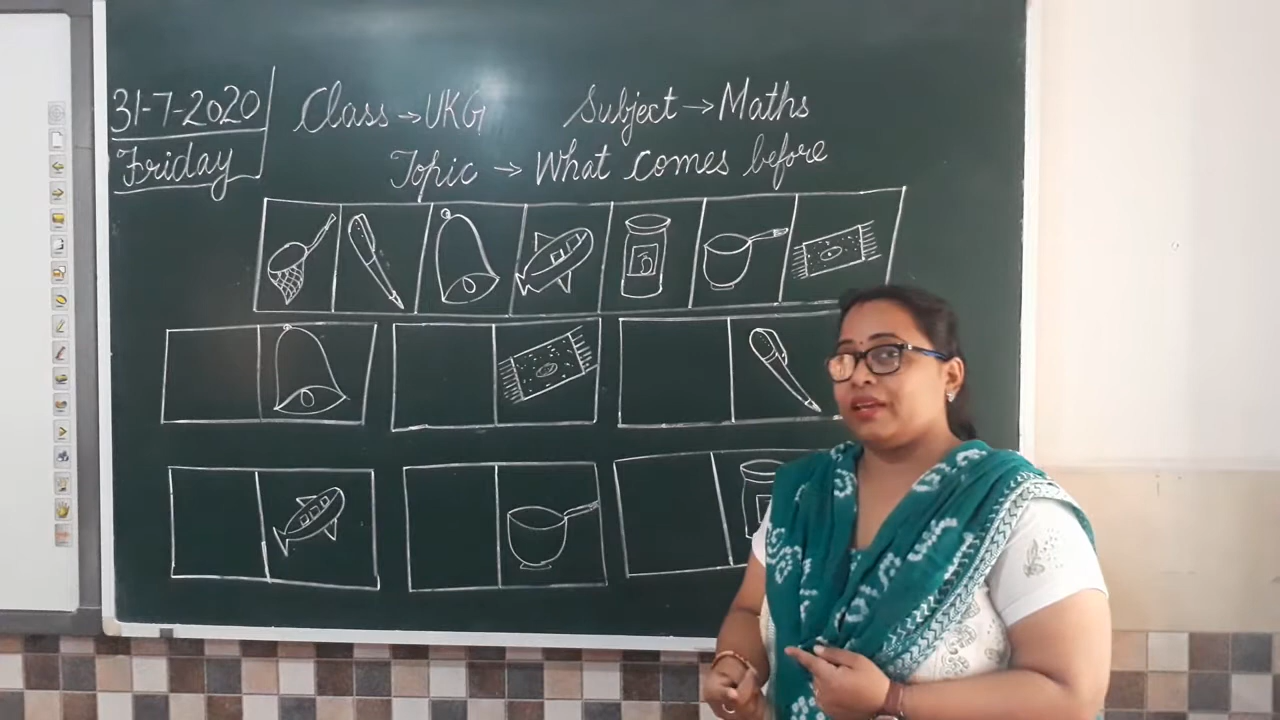 31-7-2020
Friday
Class → UKG
Subject → Maths
Topic → What comes before